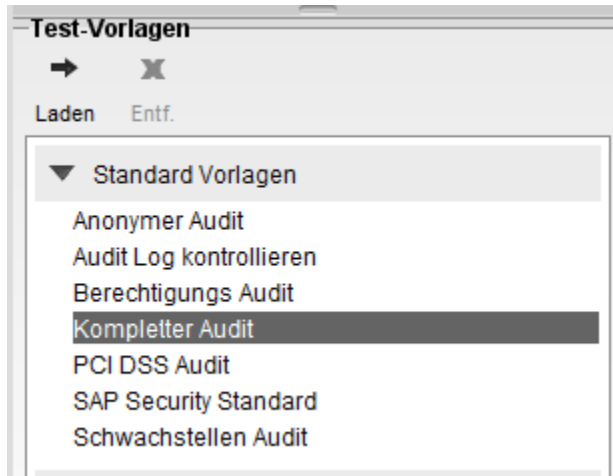 Test-Vorlagen
Laden Entf.
Standard Vorlagen
Anonymer Audit
Audit Log kontrollieren
Berechtigungs Audit
Kompletter Audit
PCI DSS Audit
SAP Security Standard
Schwachstellen Audit